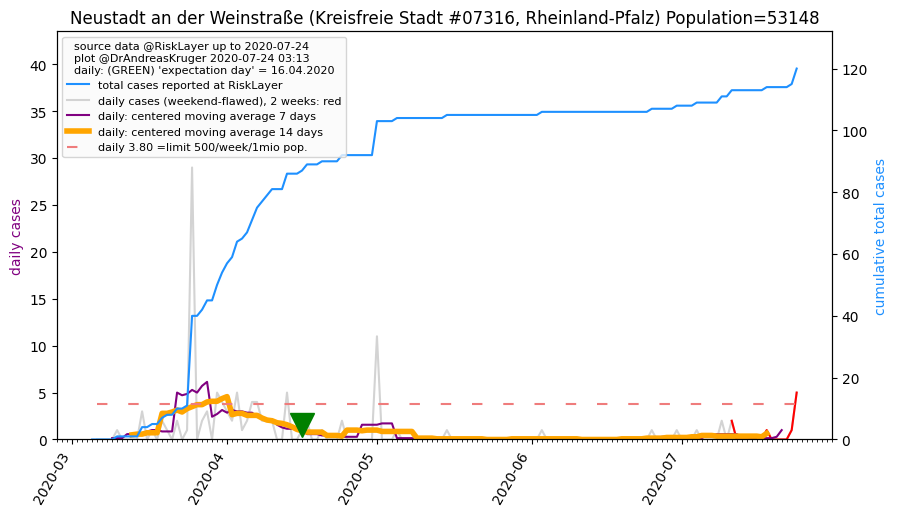 Neustadt an der Weinstraße (Kreisfreie Stadt #07316, Rheinland-Pfalz) Population=53148
source data @RiskLayer up to 2020-07-24
plot @DrAndreasKruger 2020-07-24 03:13
daily: (GREEN) 'expectation day' = 16.04.2020
total cases reported at RiskLayer
daily cases (weekend-flawed), 2 weeks: red
daily: centered moving average 7 days
daily: centered moving average 14 days
daily 3.80 =limit 500/week/1mio pop.
daily cases
40
35
30
25
20
15
10
5
0
cumulative total cases
120
100
80
60
40
20
0
2020-03
2020-04
2020-05
2020-06
2020-07